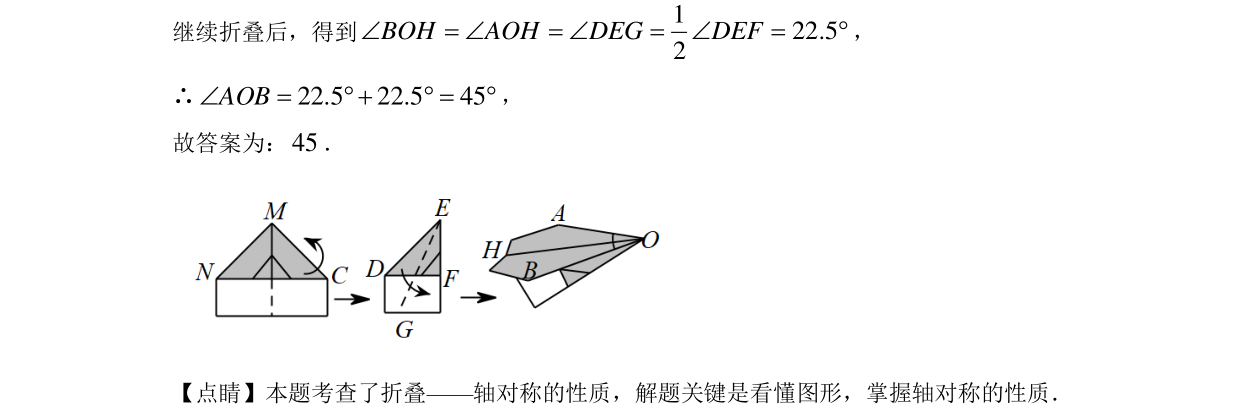 继续折叠后，得到∠BOH = ∠AOH = ∠DEG = \frac{1}{2}∠DEF = 22.5°，
∴∠AOB = 22.5° + 22.5° = 45°，
故答案为：45．
M
N
C
E
D
F
G
A
H
B
O
【点睛】本题考查了折叠——轴对称的性质，解题关键是看懂图形，掌握轴对称的性质．